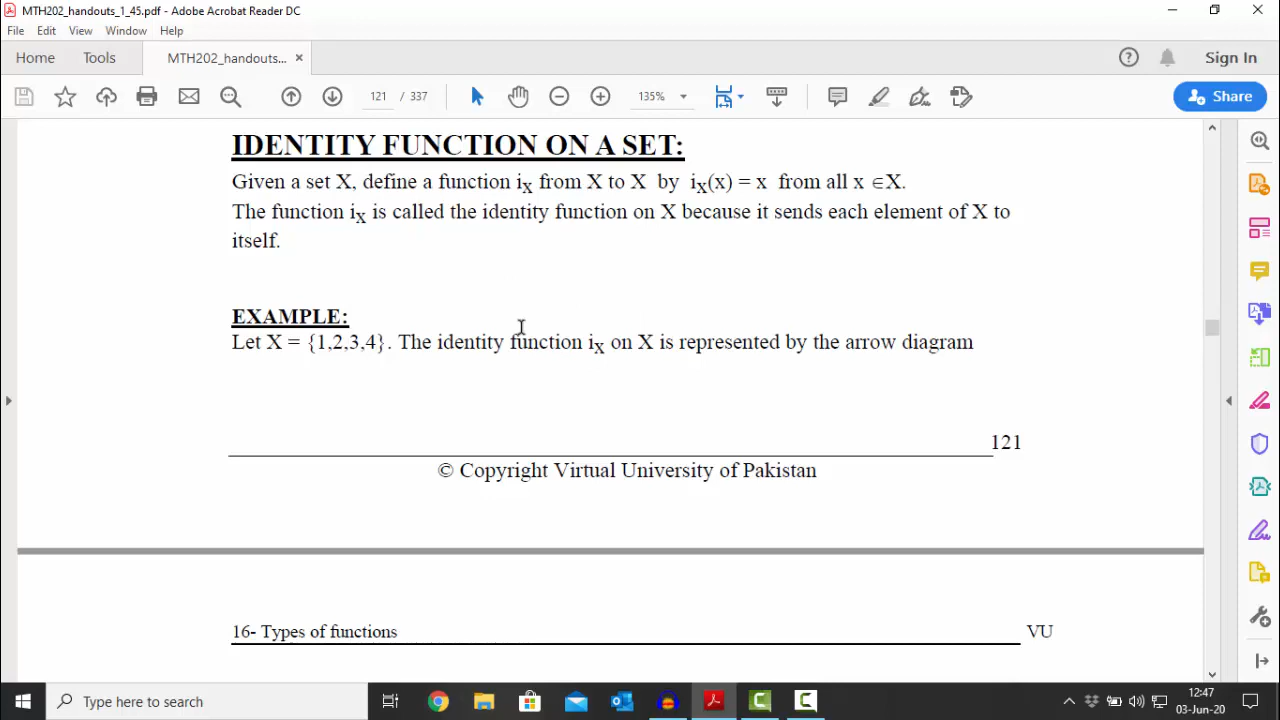 MTH202_handouts_1_45.pdf - Adobe Acrobat Reader DC
File Edit View Window Help
Home Tools MTH202_handouts... × Sign In
121 / 337 135% Share
IDENTITY FUNCTION ON A SET:
Given a set X, define a function iX from X to X by iX(x) = x from all x ∈X.
The function iX is called the identity function on X because it sends each element of X to
itself.
EXAMPLE:
Let X = {1,2,3,4}. The identity function iX on X is represented by the arrow diagram
121
© Copyright Virtual University of Pakistan
16- Types of functions VU
Type here to search 12:47
03-Jun-20